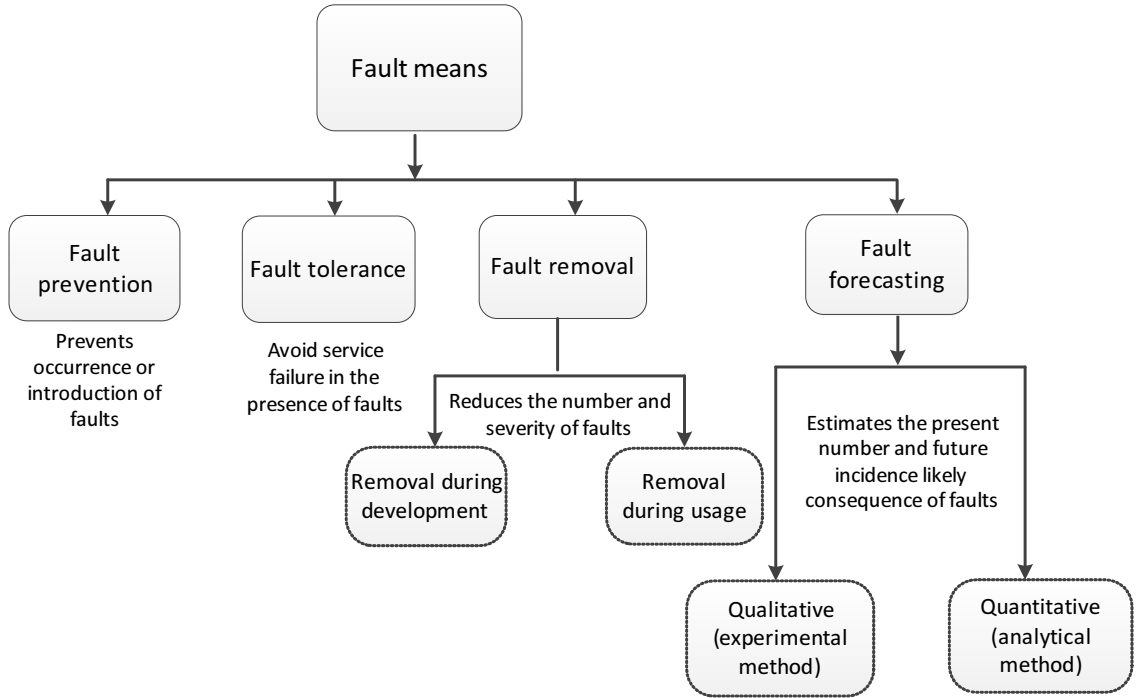 Fault means
Fault
prevention
Fault tolerance
Fault removal
Fault
forecasting
Prevents
occurrence or
introduction of
faults
Avoid service
failure in the
presence of faults
Reduces the number and
severity of faults
Estimates the present
number and future
incidence likely
consequence of faults
Removal during
development
Removal
during usage
Qualitative
(experimental
method)
Quantitative
(analytical
method)